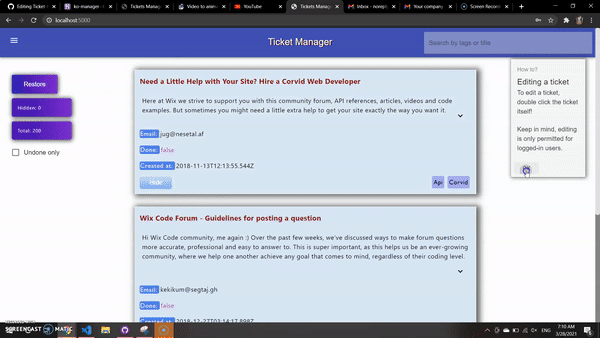 Editing Ticket
ko-manager -
Tickets Manag
Video to anim
YouTube
Tickets Manag
Inbox - norepl
Your company
Screen Recor
localhost:5000
Ticket Manager
Search by tags or title
Restore
Hidden: 0
Total: 200
Undone only
Need a Little Help with Your Site? Hire a Corvid Web Developer
Here at Wix we strive to support you with this community forum, API references, articles, videos and code
examples. But sometimes you might need a little extra help to get your site exactly the way you want it.
Email: jug@nesetal.af
Done: false
Created at: 2018-11-13T12:13:55.544Z
Hide
Api
Corvid
How to?
Editing a ticket
To edit a ticket,
double click the ticket
itself!
Keep in mind, editing
is only permitted for
logged-in users.
Wix Code Forum - Guidelines for posting a question
Hi Wix Code community, me again :) Over the past few weeks, we've discussed ways to make forum questions
more accurate, professional and easy to answer to. This is super important, as this helps us be an ever-growing
community, where we help one another achieve any goal that comes to mind, regardless of their coding level.
Email: kekikum@segtaj.gh
Done: false
Created at: 2018-12-27T03:14:17.898Z
SCREENCAST MATIC
ENG
7:10 AM
3/28/2021